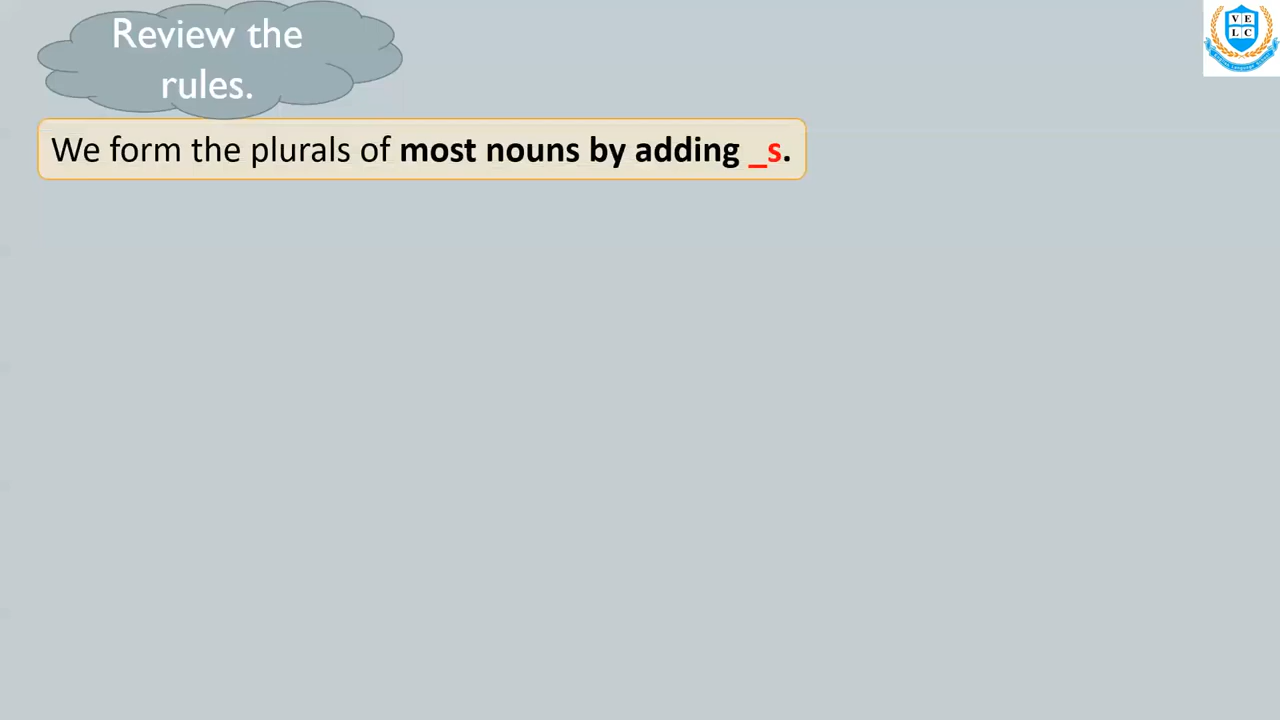 Review the
rules.
V E
L C
We form the plurals of most nouns by adding _s.